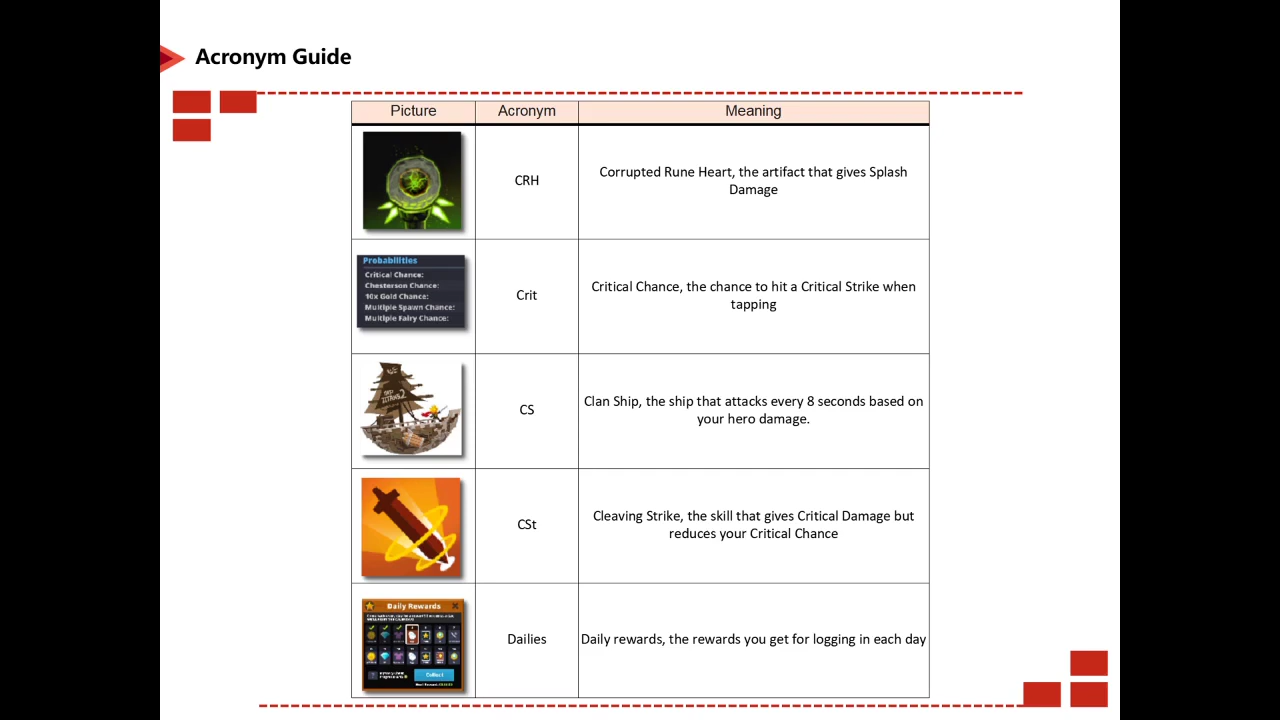 Acronym Guide
Picture Acronym Meaning
CRH
Corrupted Rune Heart, the artifact that gives Splash
Damage
Probabilities
Critical Chance:
Chesterson Chance:
10x Gold Chance:
Multiple Spawn Chance:
Multiple Fairy Chance:
Crit
Critical Chance, the chance to hit a Critical Strike when
tapping
TAP
TITANS 2
CS
Clan Ship, the ship that attacks every 8 seconds based on
your hero damage.
CSt
Cleaving Strike, the skill that gives Critical Damage but
reduces your Critical Chance
Daily Rewards
Collect
Dailies
Daily rewards, the rewards you get for logging in each day